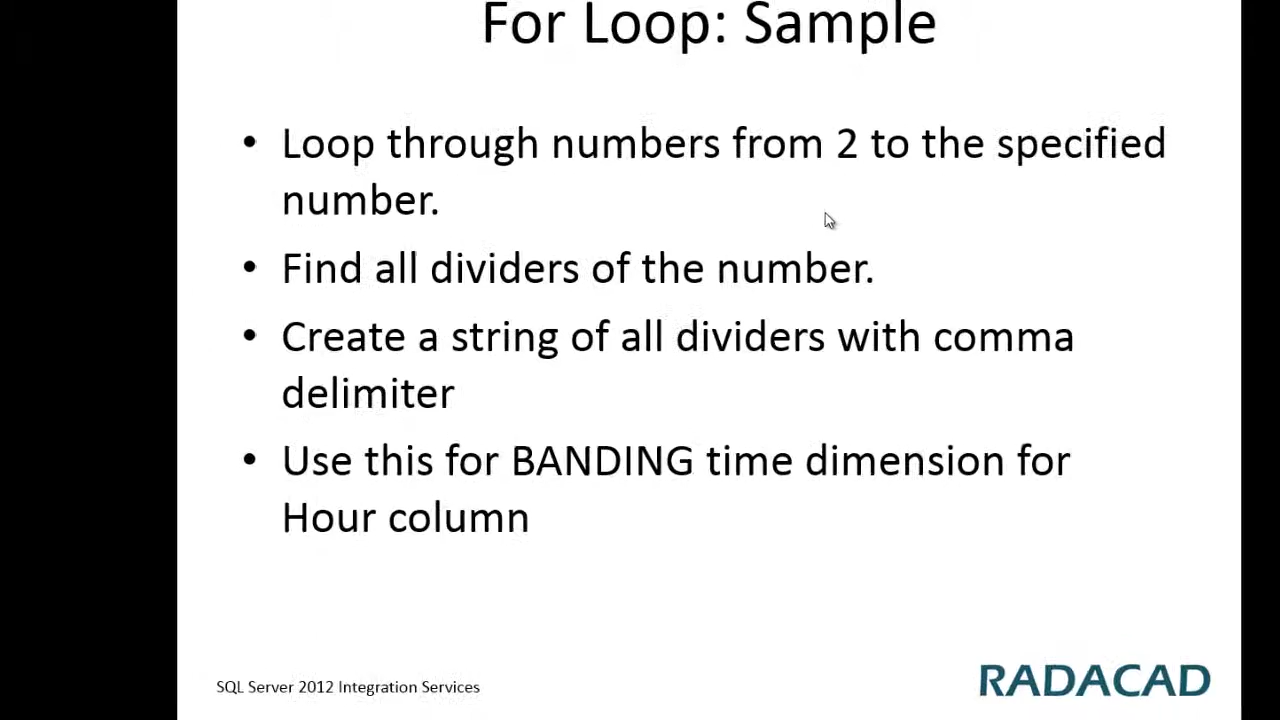 For Loop: Sample
• Loop through numbers from 2 to the specified
number.
• Find all dividers of the number.
• Create a string of all dividers with comma
delimiter
• Use this for BANDING time dimension for
Hour column
SQL Server 2012 Integration Services
RADACAD